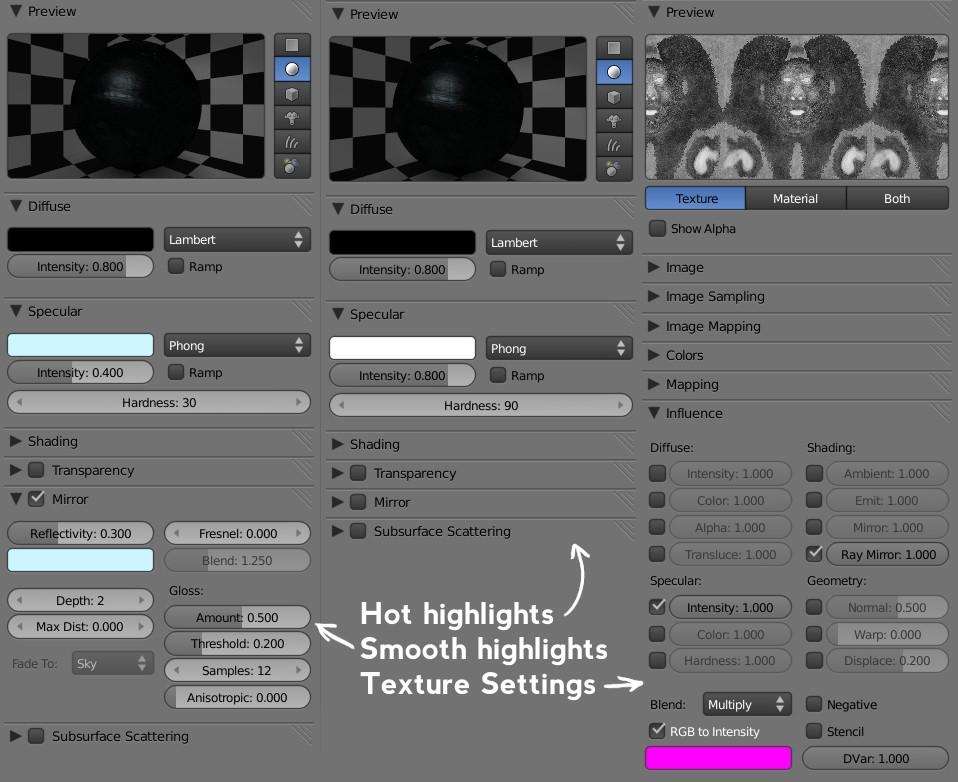 Preview
Diffuse
Lambert
Intensity: 0.800
Ramp
Specular
Phong
Intensity: 0.400
Ramp
Hardness: 30
Shading
Transparency
Mirror
Reflectivity: 0.300
Fresnel: 0.000
Blend: 1.250
Gloss:
Depth: 2
Amount: 0.500
Max Dist: 0.000
Threshold: 0.200
Fade To:
Sky
Samples: 12
Anisotropic: 0.000
Subsurface Scattering
Preview
Diffuse
Lambert
Intensity: 0.800
Ramp
Specular
Phong
Intensity: 0.800
Ramp
Hardness: 90
Shading
Transparency
Mirror
Subsurface Scattering
Hot highlights
Smooth highlights
Texture Settings
Preview
Texture
Material
Both
Show Alpha
Image
Image Sampling
Image Mapping
Colors
Mapping
Influence
Diffuse:
Shading:
Intensity: 1.000
Ambient: 1.000
Color: 1.000
Emit: 1.000
Alpha: 1.000
Mirror: 1.000
Transluce: 1.000
Ray Mirror: 1.000
Specular:
Geometry:
Intensity: 1.000
Normal: 0.500
Color: 1.000
Warp: 0.000
Hardness: 1.000
Displace: 0.200
Blend:
Multiply
Negative
RGB to Intensity
Stencil
DVar: 1.000